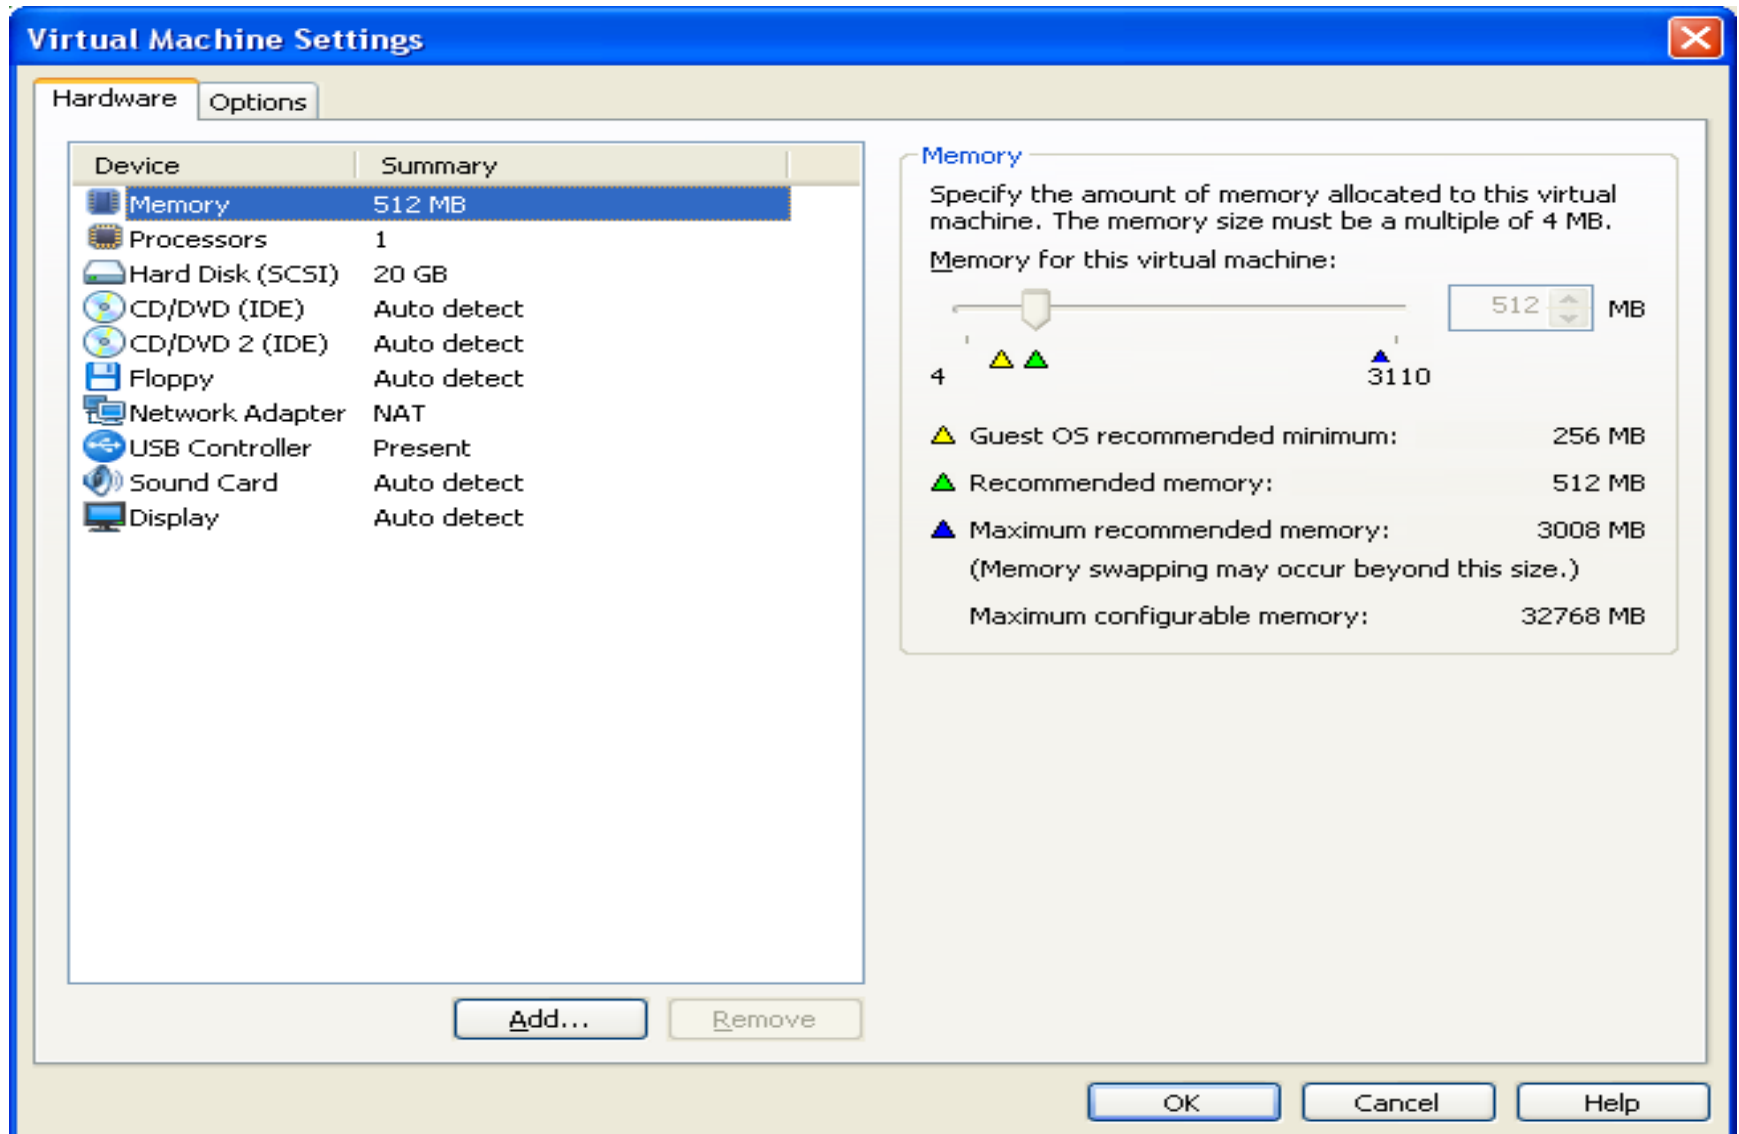 Virtual Machine Settings
Hardware Options
Device Summary
Memory 512 MB
Processors 1
Hard Disk (SCSI) 20 GB
CD/DVD (IDE) Auto detect
CD/DVD 2 (IDE) Auto detect
Floppy Auto detect
Network Adapter NAT
USB Controller Present
Sound Card Auto detect
Display Auto detect
Add... Remove
Memory
Specify the amount of memory allocated to this virtual
machine. The memory size must be a multiple of 4 MB.
Memory for this virtual machine:
512 MB
4 3110
Guest OS recommended minimum: 256 MB
Recommended memory: 512 MB
Maximum recommended memory: 3008 MB
(Memory swapping may occur beyond this size.)
Maximum configurable memory: 32768 MB
OK Cancel Help